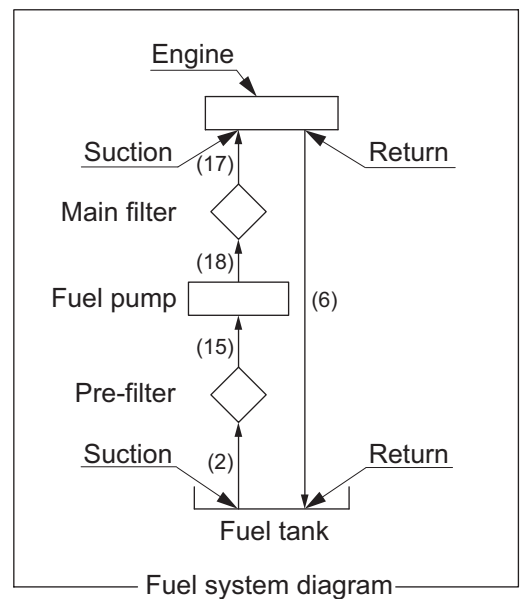 Engine
Suction
Return
(17)
Main filter
(18)
Fuel pump
(6)
(15)
Pre-filter
Suction
(2)
Return
Fuel tank
Fuel system diagram